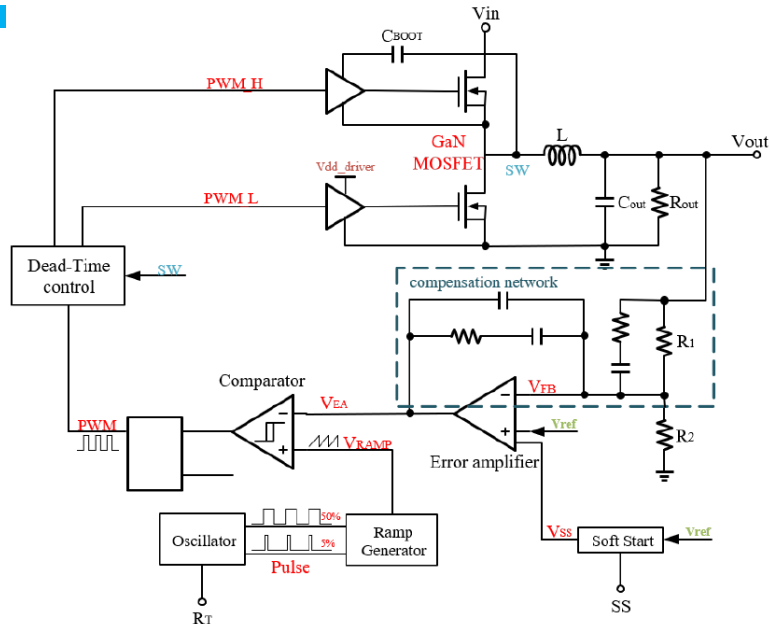 Vin
CBOOT
PWM_H
GaN
MOSFET
SW
L
Vout
Vdd_driver
PWM_L
Cout
Rout
Dead-Time
control
SW
compensation network
R1
Comparator
VEA
VFB
PWM
VRAMP
Vref
R2
Error amplifier
Oscillator
50%
5%
Pulse
Ramp
Generator
VSS
Soft Start
Vref
RT
SS